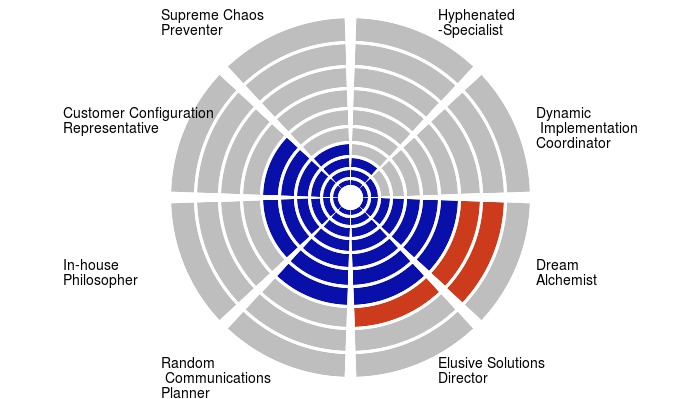 Supreme Chaos
Preventer
Hyphenated
-Specialist
Customer Configuration
Representative
Dynamic
Implementation
Coordinator
In-house
Philosopher
Dream
Alchemist
Random
Communications
Planner
Elusive Solutions
Director